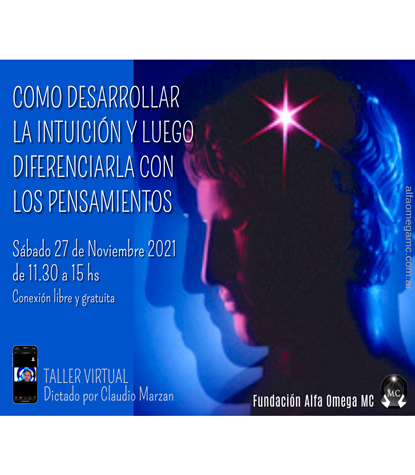 COMO DESARROLLAR
LA INTUICIÓN Y LUEGO
DIFERENCIARLA CON
LOS PENSAMIENTOS
Sábado 27 de Noviembre 2021
de 11.30 a 15 hs
Conexión libre y gratuita
TALLER VIRTUAL
Dictado por Claudio Marzan
Fundación Alfa Omega MC
MC
alfaomegamc.com.ar